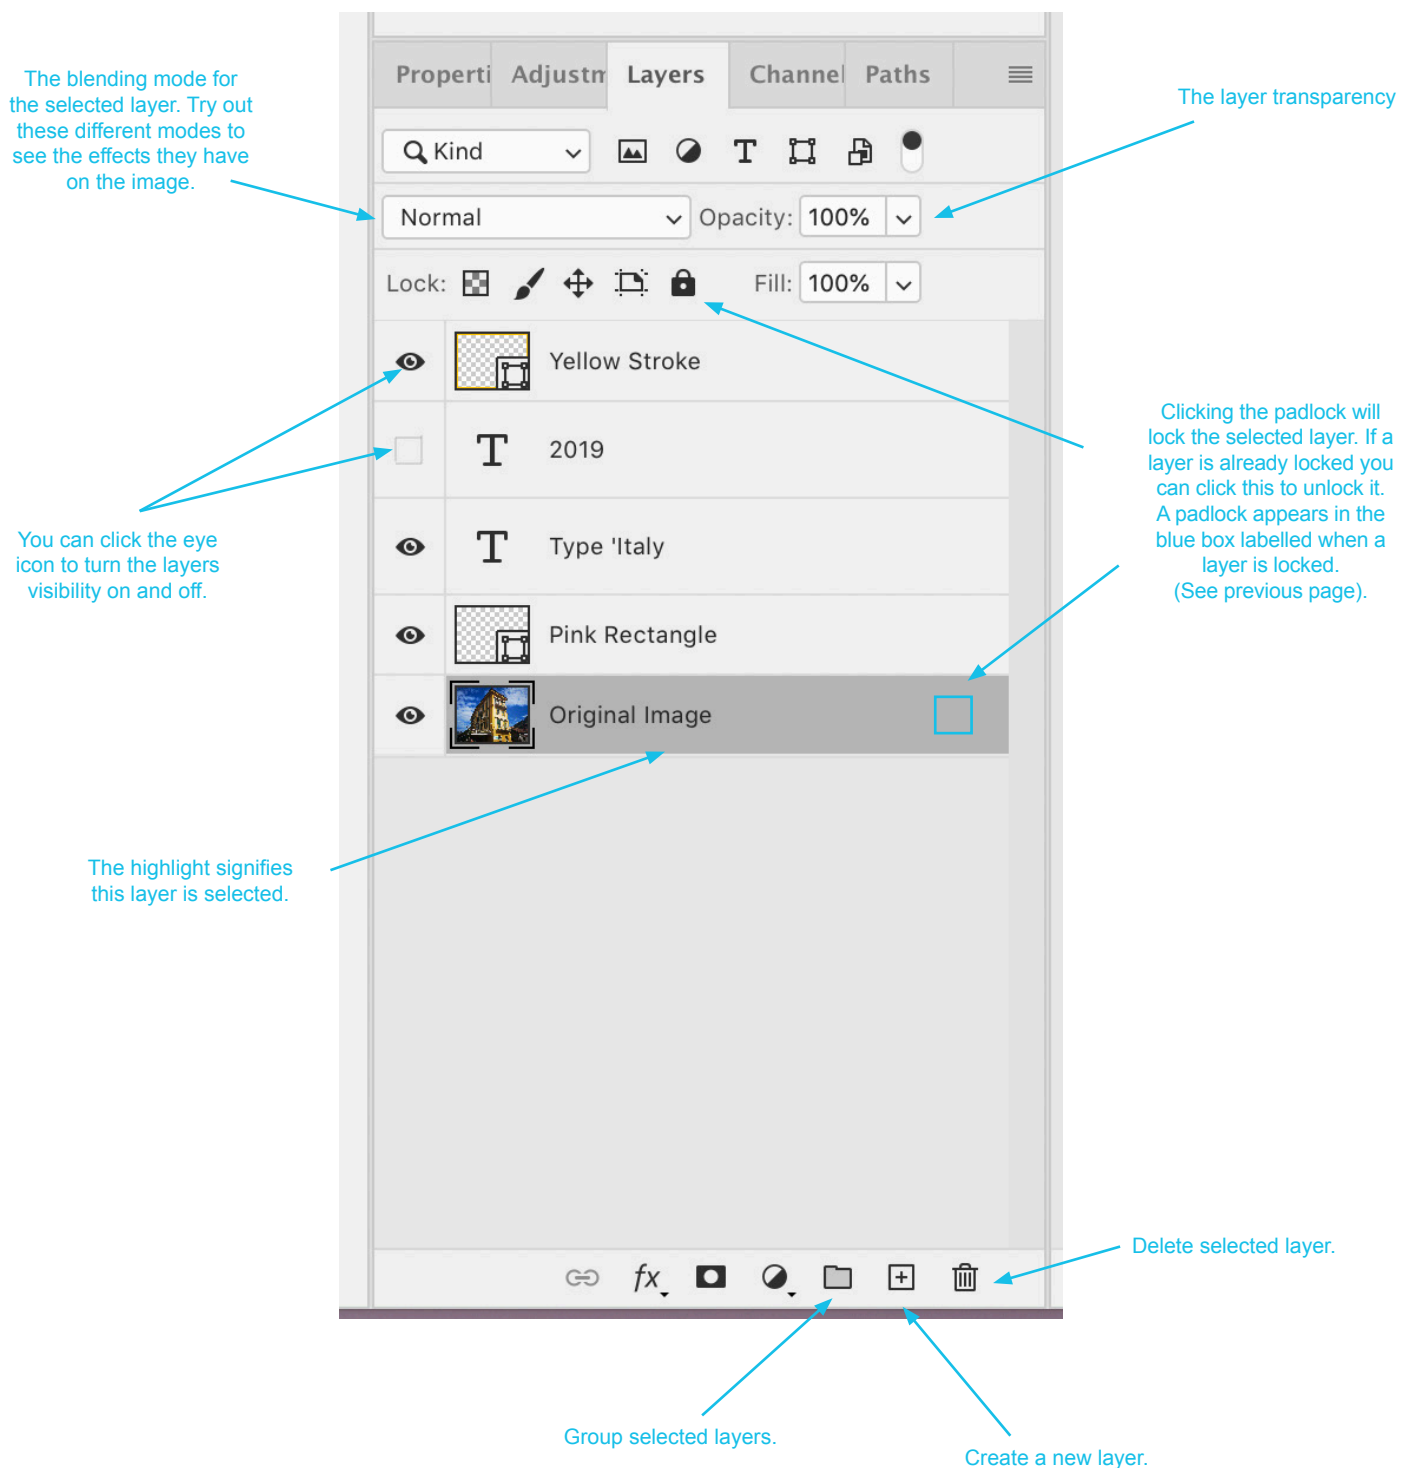 The blending mode for
the selected layer. Try out
these different modes to
see the effects they have
on the image.
Properti Adjustm Layers Channel Paths
The layer transparency
Kind
T
Normal Opacity: 100%
Lock: Fill: 100%
Yellow Stroke
T 2019
T Type 'Italy
Pink Rectangle
Original Image
You can click the eye
icon to turn the layers
visibility on and off.
Clicking the padlock will
lock the selected layer. If a
layer is already locked you
can click this to unlock it.
A padlock appears in the
blue box labelled when a
layer is locked.
(See previous page).
The highlight signifies
this layer is selected.
fx
Delete selected layer.
Group selected layers.
Create a new layer.